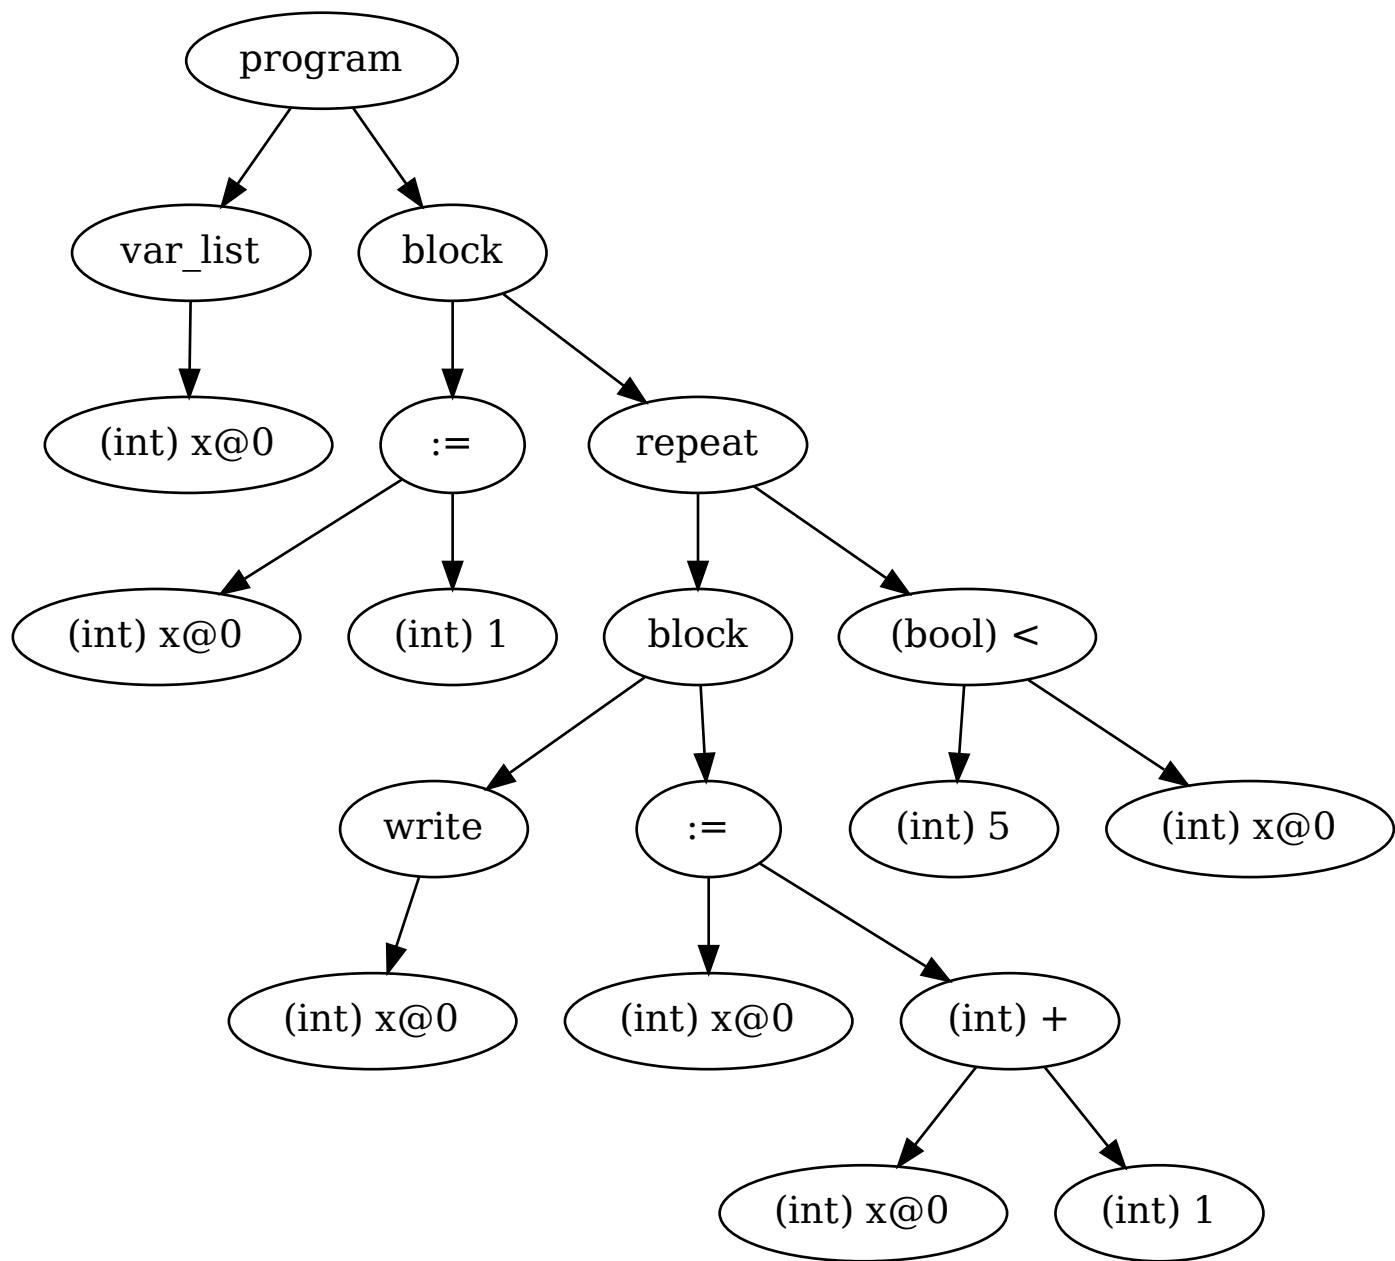 program
var_list
block
(int) x@0
:=
repeat
(int) x@0
(int) 1
block
(bool) <
write
:=
(int) 5
(int) x@0
(int) x@0
(int) x@0
(int) +
(int) x@0
(int) 1